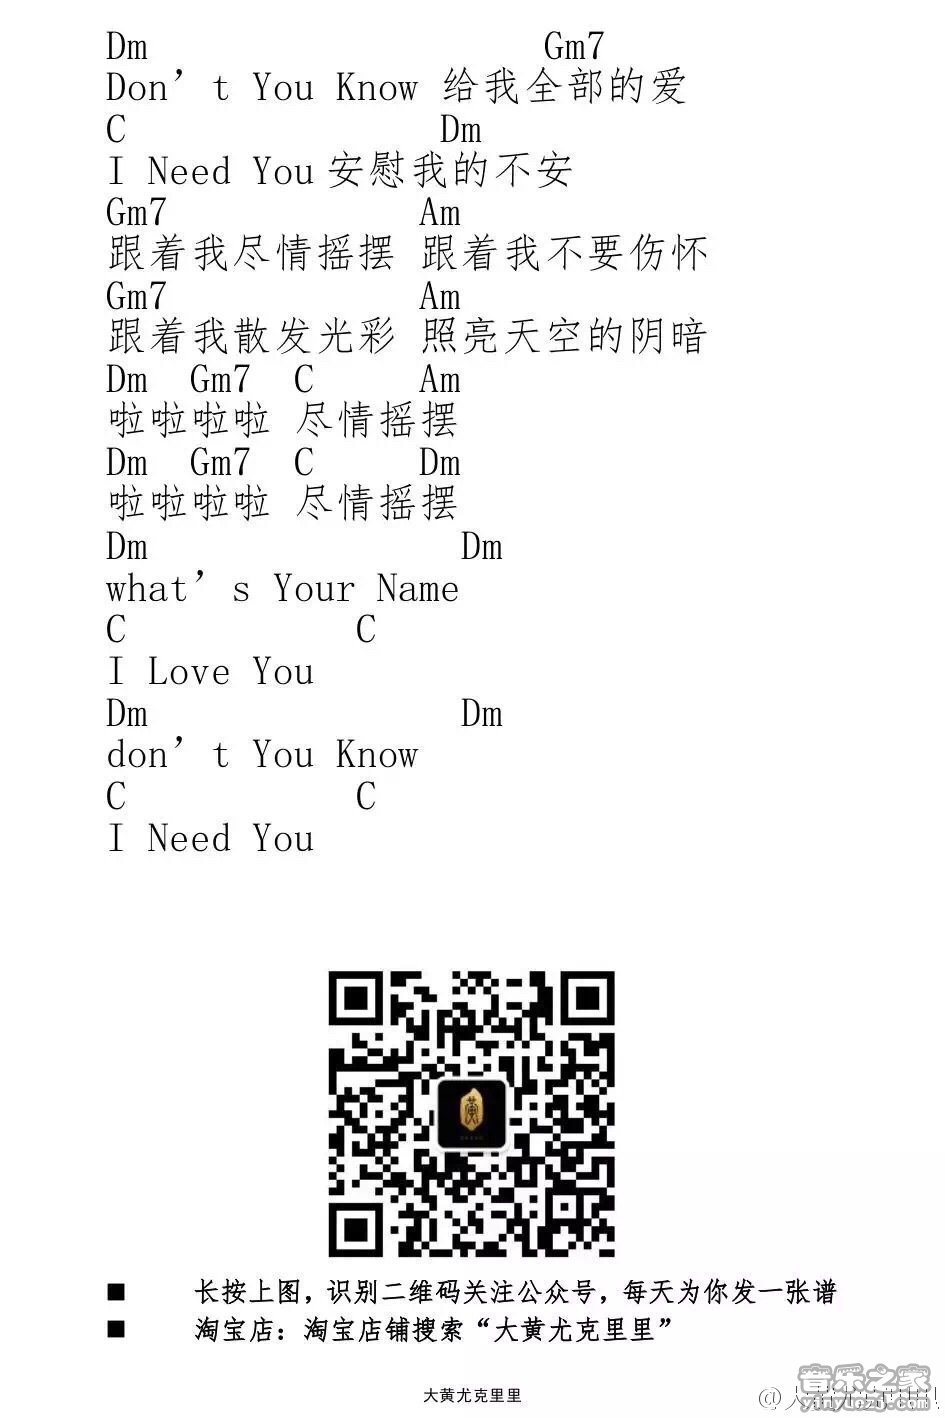 Dm Gm7
Don’t You Know 给我全部的爱
C Dm
I Need You 安慰我的不安
Gm7 Am
跟着我尽情摇摆 跟着我不要伤怀
Gm7 Am
跟着我散发光彩 照亮天空的阴暗
Dm Gm7 C Am
啦啦啦啦 尽情摇摆
Dm Gm7 C Dm
啦啦啦啦 尽情摇摆
Dm Dm
what’s Your Name
C C
I Love You
Dm Dm
don’t You Know
C C
I Need You
黄
■ 长按上图，识别二维码关注公众号，每天为你发一张谱
■ 淘宝店：淘宝店铺搜索“大黄尤克里里”
大黄尤克里里
音乐之家
yinyuezj.com